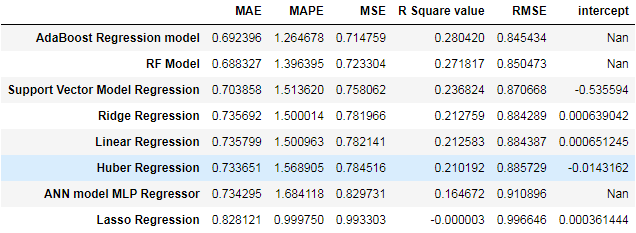 MAE MAPE MSE R Square value RMSE intercept
AdaBoost Regression model 0.692396 1.264678 0.714759 0.280420 0.845434 Nan
RF Model 0.688327 1.396395 0.723304 0.271817 0.850473 Nan
Support Vector Model Regression 0.703858 1.513620 0.758062 0.236824 0.870668 -0.535594
Ridge Regression 0.735692 1.500014 0.781966 0.212759 0.884289 0.000639042
Linear Regression 0.735799 1.500963 0.782141 0.212583 0.884387 0.000651245
Huber Regression 0.733651 1.568905 0.784516 0.210192 0.885729 -0.0143162
ANN model MLP Regressor 0.734295 1.684118 0.829731 0.164672 0.910896 Nan
Lasso Regression 0.828121 0.999750 0.993303 -0.000003 0.996646 0.000361444